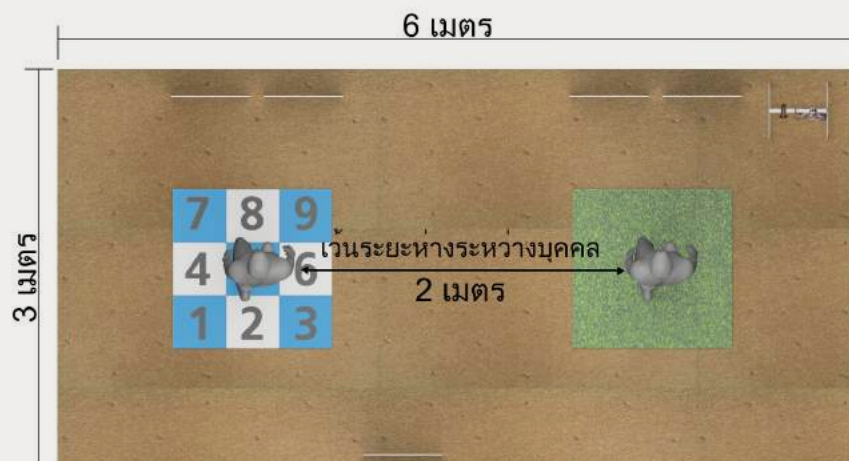 6 เมตร
3 เมตร
7 8 9
4 6
1 2 3
เว้นระยะห่างระหว่างบุคคล
2 เมตร